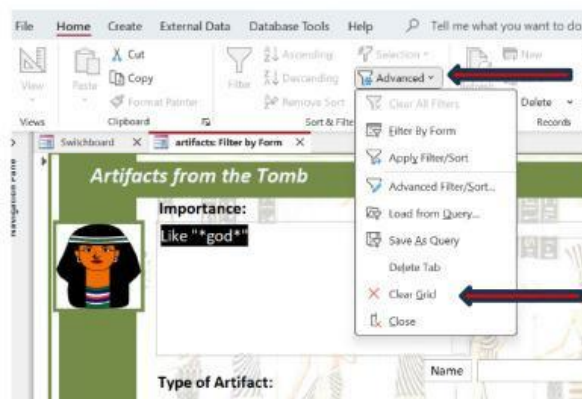 File Home Create External Data Database Tools Help Tell me what you want to do
View Paste Cut Copy Format Painter
Filter Ascending Descending Remove Sort
Selection
Advanced
New
Delete
Views Clipboard Sort & Filte Records
Clear All Filters
Filter By Form
Apply Filter/Sort
Advanced Filter/Sort...
Load from Query...
Save As Query
Delete Tab
Clear Grid
Close
Switchboard artifacts: Filter by Form
Navigation Pane
Artifacts from the Tomb
Importance:
Like "*god*"
Name
Type of Artifact: